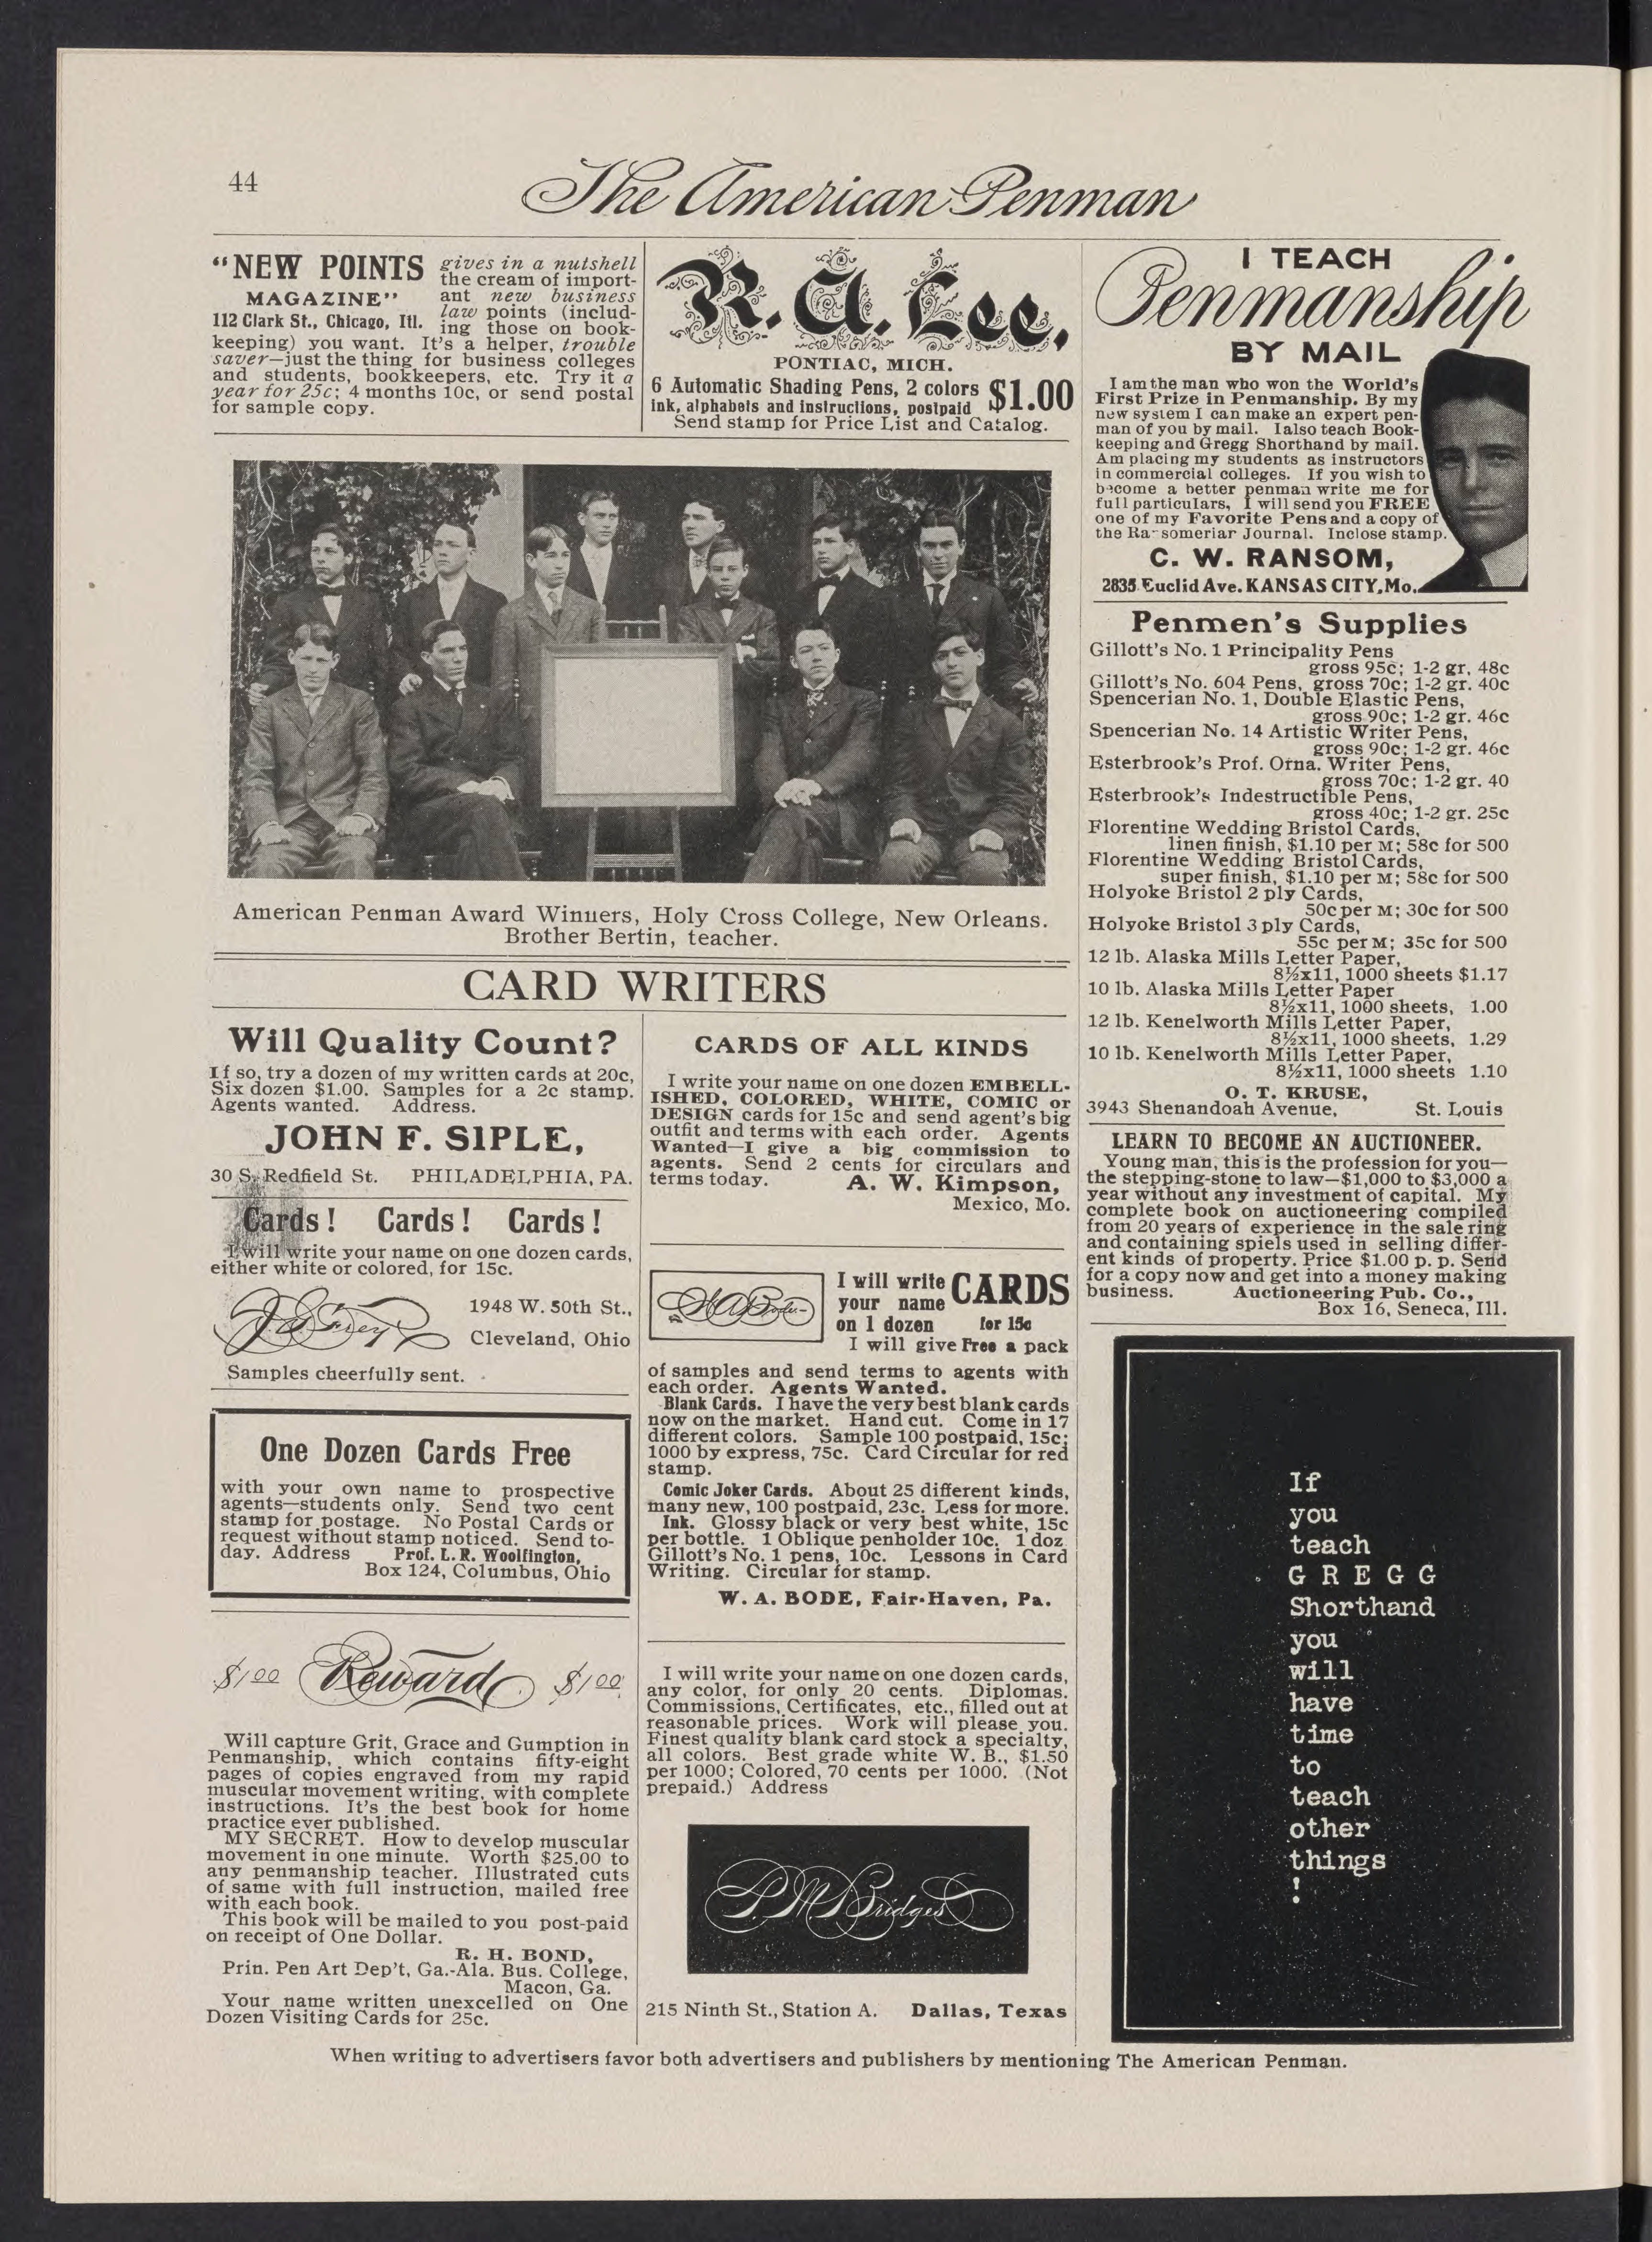 44
The American Penman
"NEW POINTS
MAGAZINE"
112 Clark St., Chicago, Ill.
gives in a nutshell
the cream of import-
ant new business
law points (includ-
ing those on book-
keeping) you want. It's a helper, trouble
saver—just the thing for business colleges
and students, bookkeepers, etc. Try it a
year for 25c; 4 months 10c, or send postal
for sample copy.
R. A. Lee,
PONTIAC, MICH.
6 Automatic Shading Pens, 2 colors
ink, alphabets and instructions, postpaid
$1.00
Send stamp for Price List and Catalog.
American Penman Award Winners, Holy Cross College, New Orleans.
Brother Bertin, teacher.
CARD WRITERS
Will Quality Count?
If so, try a dozen of my written cards at 20c,
Six dozen $1.00. Samples for a 2c stamp.
Agents wanted. Address.
JOHN F. SIPLE,
30 S. Redfield St. PHILADELPHIA, PA.
Cards! Cards! Cards!
I will write your name on one dozen cards,
either white or colored, for 15c.
1948 W. 50th St.,
Cleveland, Ohio
Samples cheerfully sent.
One Dozen Cards Free
with your own name to prospective
agents—students only. Send two cent
stamp for postage. No Postal Cards or
request without stamp noticed. Send to-
day. Address Prof. L. R. Woolfington,
Box 124, Columbus, Ohio
$1 00 Reward $1 00
Will capture Grit, Grace and Gumption in
Penmanship, which contains fifty-eight
pages of copies engraved from my rapid
muscular movement writing, with complete
instructions. It's the best book for home
practice ever published.
MY SECRET. How to develop muscular
movement in one minute. Worth $25.00 to
any penmanship teacher. Illustrated cuts
of same with full instruction, mailed free
with each book.
This book will be mailed to you post-paid
on receipt of One Dollar.
R. H. BOND,
Prin. Pen Art Dep't, Ga.-Ala. Bus. College,
Macon, Ga.
Your name written unexcelled on One
Dozen Visiting Cards for 25c.
CARDS OF ALL KINDS
I write your name on one dozen EMBELL-
ISHED, COLORED, WHITE, COMIC or
DESIGN cards for 15c and send agent's big
outfit and terms with each order. Agents
Wanted—I give a big commission to
agents. Send 2 cents for circulars and
terms today. A. W. Kimpson,
Mexico, Mo.
W A Bode
I will write
your name
on 1 dozen
CARDS
for 15c
I will give Free a pack
of samples and send terms to agents with
each order. Agents Wanted.
Blank Cards. I have the very best blank cards
now on the market. Hand cut. Come in 17
different colors. Sample 100 postpaid, 15c;
1000 by express, 75c. Card Circular for red
stamp.
Comic Joker Cards. About 25 different kinds,
many new, 100 postpaid, 23c. Less for more.
Ink. Glossy black or very best white, 15c
per bottle. 1 Oblique penholder 10c. 1 doz
Gillott's No. 1 pens, 10c. Lessons in Card
Writing. Circular for stamp.
W. A. BODE, Fair-Haven, Pa.
I will write your name on one dozen cards,
any color, for only 20 cents. Diplomas.
Commissions, Certificates, etc., filled out at
reasonable prices. Work will please you.
Finest quality blank card stock a specialty,
all colors. Best grade white W. B., $1.50
per 1000; Colored, 70 cents per 1000. (Not
prepaid.) Address
P M Bridges
215 Ninth St., Station A. Dallas, Texas
I TEACH
Penmanship
BY MAIL
I am the man who won the World's
First Prize in Penmanship. By my
new system I can make an expert pen-
man of you by mail. I also teach Book-
keeping and Gregg Shorthand by mail.
Am placing my students as instructors
in commercial colleges. If you wish to
become a better penman write me for
full particulars, I will send you FREE
one of my Favorite Pens and a copy of
the Ransomerian Journal. Inclose stamp.
C. W. RANSOM,
2835 Euclid Ave. KANSAS CITY, Mo.
Penmen's Supplies
Gillott's No. 1 Principality Pens
gross 95c; 1-2 gr, 48c
Gillott's No. 604 Pens, gross 70c; 1-2 gr. 40c
Spencerian No. 1, Double Elastic Pens,
gross 90c; 1-2 gr. 46c
Spencerian No. 14 Artistic Writer Pens,
gross 90c; 1-2 gr. 46c
Esterbrook's Prof. Orna. Writer Pens,
gross 70c; 1-2 gr. 40
Esterbrook's Indestructible Pens,
gross 40c; 1-2 gr. 25c
Florentine Wedding Bristol Cards,
linen finish, $1.10 per M; 58c for 500
Florentine Wedding Bristol Cards,
super finish, $1.10 per M; 58c for 500
Holyoke Bristol 2 ply Cards,
50c per M; 30c for 500
Holyoke Bristol 3 ply Cards,
55c per M; 35c for 500
12 lb. Alaska Mills Letter Paper,
8½x11, 1000 sheets $1.17
10 lb. Alaska Mills Letter Paper
8½x11, 1000 sheets, 1.00
12 lb. Kenelworth Mills Letter Paper,
8½x11, 1000 sheets, 1.29
10 lb. Kenelworth Mills Letter Paper,
8½x11, 1000 sheets 1.10
O. T. KRUSE,
3943 Shenandoah Avenue, St. Louis
LEARN TO BECOME AN AUCTIONEER.
Young man, this is the profession for you—
the stepping-stone to law—$1,000 to $3,000 a
year without any investment of capital. My
complete book on auctioneering compiled
from 20 years of experience in the sale ring
and containing spiels used in selling differ-
ent kinds of property. Price $1.00 p. p. Send
for a copy now and get into a money making
business. Auctioneering Pub. Co.,
Box 16, Seneca, Ill.
If
you
teach
GREGG
Shorthand
you
will
have
time
to
teach
other
things
!
When writing to advertisers favor both advertisers and publishers by mentioning The American Penman.